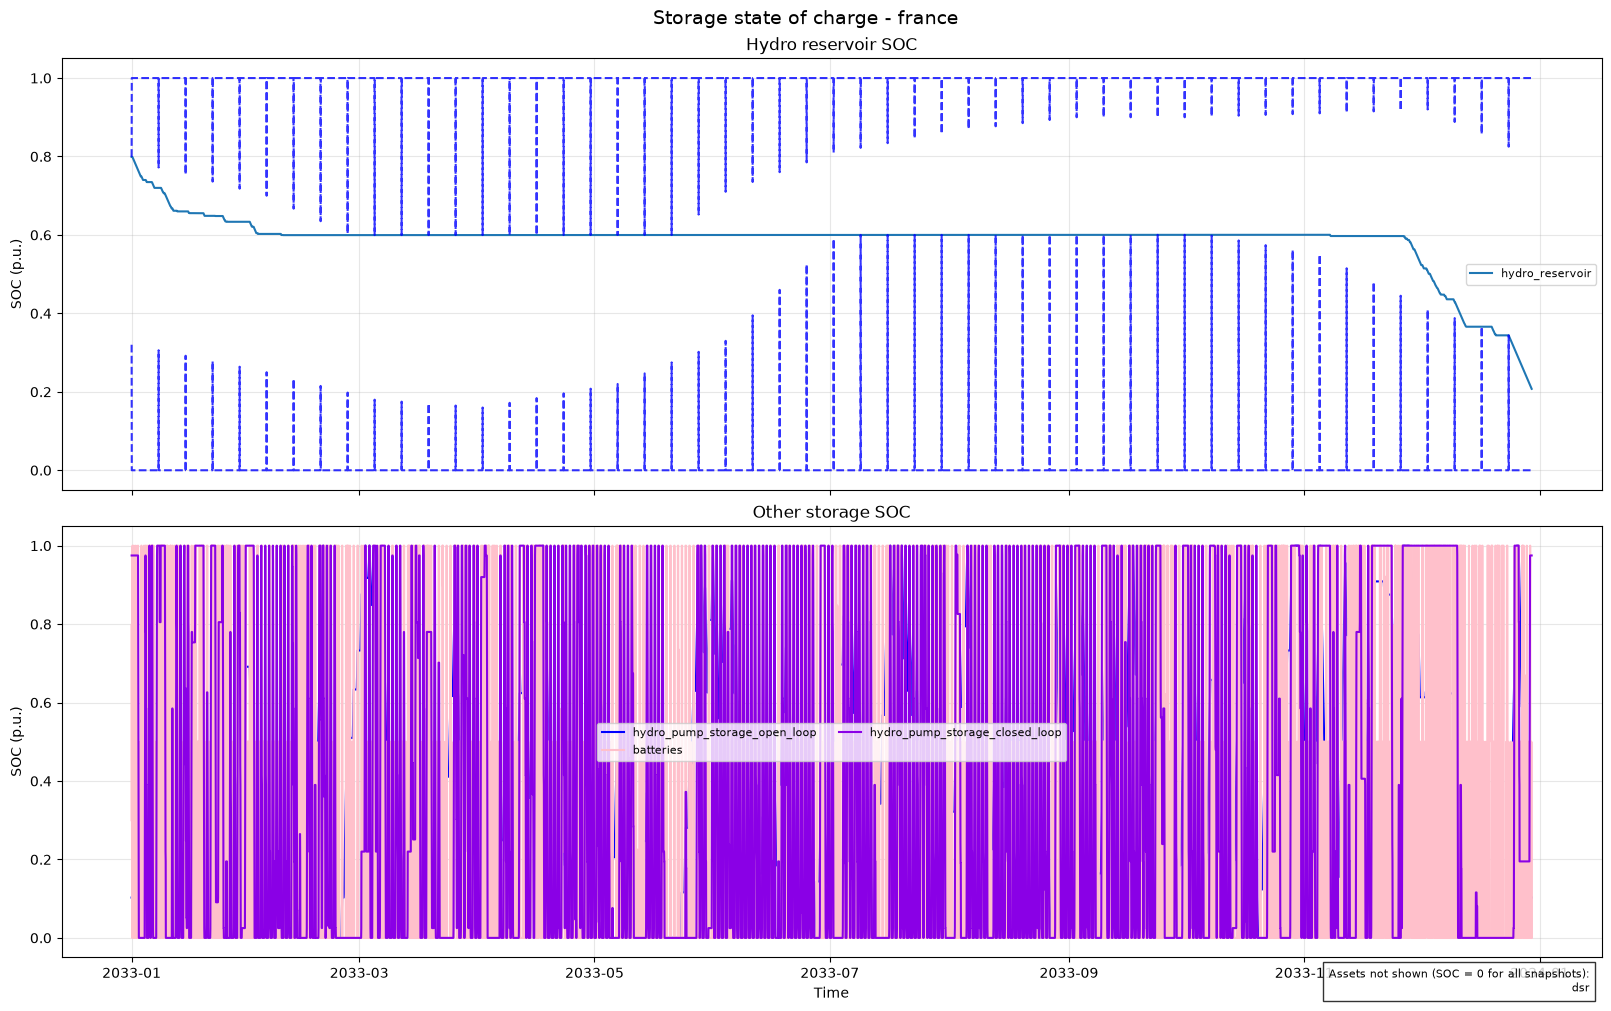 Storage state of charge - france
Hydro reservoir SOC
1.0
0.8
0.6
0.4
0.2
0.0
SOC (p.u.)
hydro_reservoir
Other storage SOC
1.0
0.8
0.6
0.4
0.2
0.0
SOC (p.u.)
hydro_pump_storage_open_loop
hydro_pump_storage_closed_loop
batteries
2033-01
2033-03
2033-05
2033-07
2033-09
Time
Assets not shown (SOC = 0 for all snapshots):
dsr